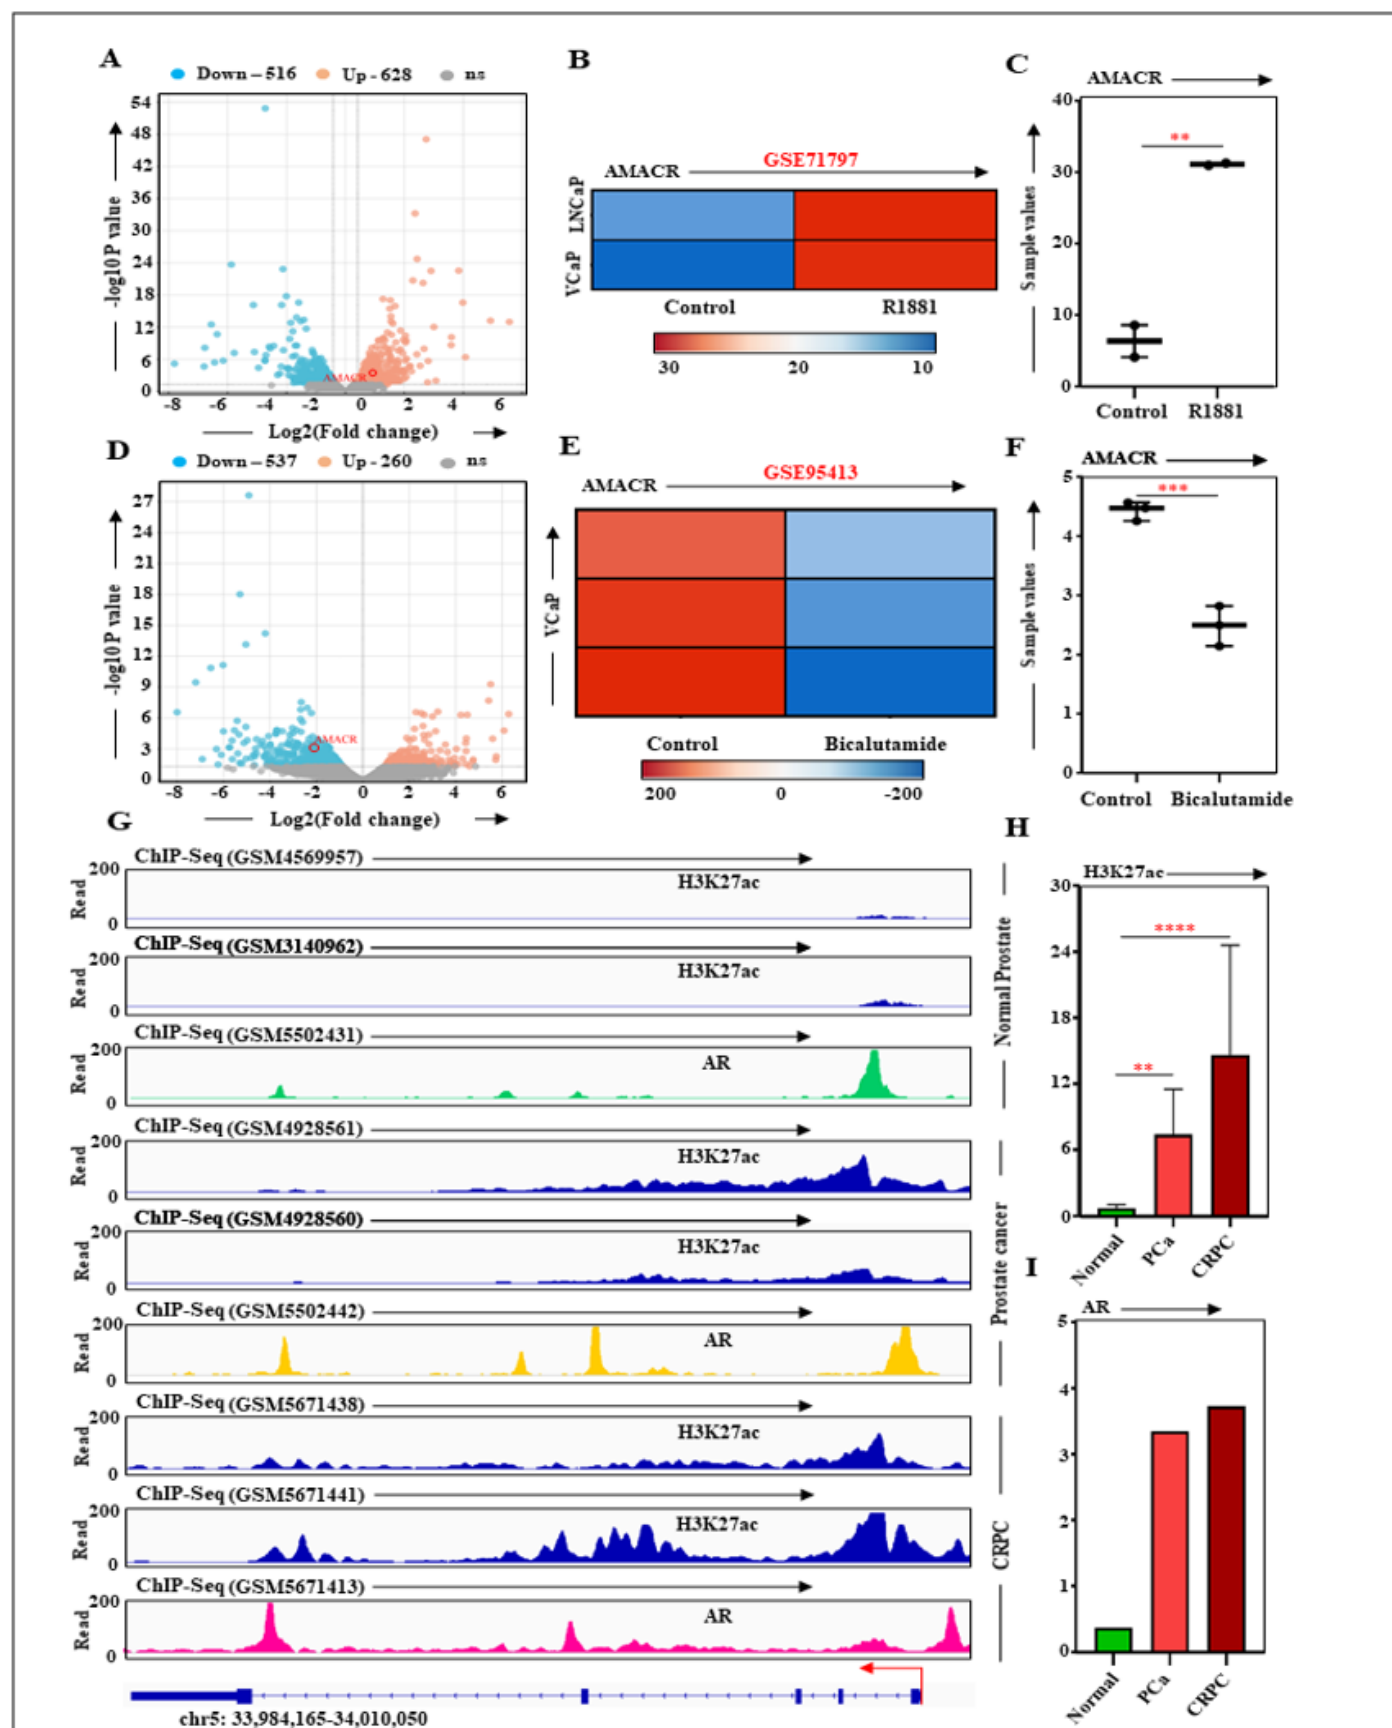 A
Down – 516 Up - 628 ns
54
48
42
36
30
24
18
12
6
0
-log10 P value
AMACR
-8 -6 -4 -2 0 2 4 6
Log2(Fold change)
B
GSE71797
AMACR
LNCaP
VCaP
Control R1881
30 20 10
C
AMACR
40
30
20
10
0
Sample values
**
Control R1881
D
Down – 537 Up - 260 ns
27
24
21
18
15
12
9
6
3
0
-log10 P value
AMACR
-8 -6 -4 -2 0 2 4 6
Log2(Fold change)
E
GSE95413
AMACR
VCaP
Control Bicalutamide
200 0 -200
F
AMACR
5
4
3
2
1
0
Sample values
***
Control Bicalutamide
G
ChIP-Seq (GSM4569957)
200
Read
0
H3K27ac
ChIP-Seq (GSM3140962)
200
Read
0
H3K27ac
ChIP-Seq (GSM5502431)
200
Read
0
AR
Normal Prostate
ChIP-Seq (GSM4928561)
200
Read
0
H3K27ac
ChIP-Seq (GSM4928560)
200
Read
0
H3K27ac
ChIP-Seq (GSM5502442)
200
Read
0
AR
Prostate cancer
ChIP-Seq (GSM5671438)
200
Read
0
H3K27ac
ChIP-Seq (GSM5671441)
200
Read
0
H3K27ac
ChIP-Seq (GSM5671413)
200
Read
0
AR
CRPC
chr5: 33,984,165-34,010,050
H
H3K27ac
30
24
18
12
6
0
****
**
Normal PCa CRPC
I
AR
5
4
3
2
1
0
Normal PCa CRPC